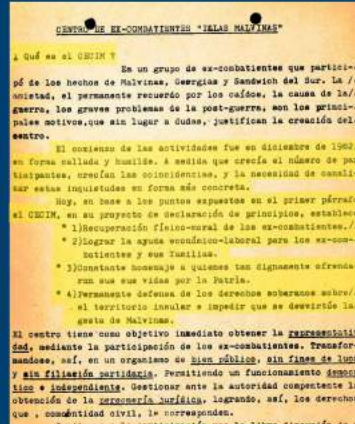 CENTRO DE EX-COMBATIENTES "ISLAS MALVINAS"
¿ Qué es el CECIM ?
Es un grupo de ex-combatientes que partici-
pó de los hechos de Malvinas, Georgias y Sandwich del Sur. La /
amistad, el permanente recuerdo por los caídos, la causa de la/
guerra, los graves problemas de la post-guerra, son los princi-
pales motivos,que sin lugar a dudas, justifican la creación del
centro.
El comienzo de las actividades fue en diciembre de 1982
en forma callada y humilde. A medida que crecía el número de pa
ticipantes, crecían las coincidencias, y la necesidad de canali
zar estas inquietudes en forma más concreta.
Hoy, en base a los puntos expuestos en el primer párrafo
el CECIM, en su proyecto de declaración de principios, establec
* 1)Recuperación físico-moral de los ex-combatientes./
* 2)Lograr la ayuda económico-laboral para los ex-com-
batientes y sus familias.
* 3)Constante homenaje a quienes tan dignamente ofrenda
ron sus vidas por la Patria.
* 4)Permanente defensa de los derechos soberanos sobre/
el territorio insular e impedir que se desvirtúe la
gesta de Malvinas.
El centro tiene como objetivo inmediato obtener la representati
dad, mediante la participación de los ex-combatientes. Transfor-
mandose, así, en un organismo de bien público, sin fines de luc
y sin filiación partidaria. Permitiendo un funcionamiento democ
tico e independiente. Gestionar ante la autoridad competente la
obtención de la personería jurídica, logrando, así, los derechos
que , como entidad civil, le corresponden.